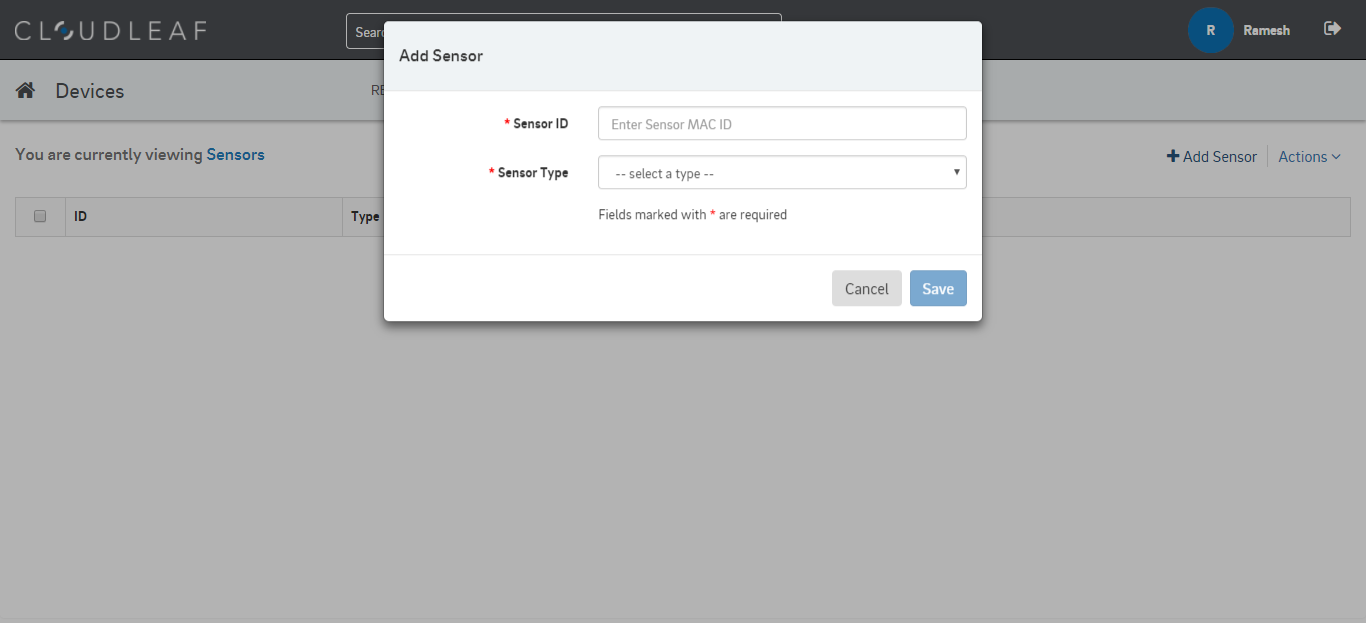 CLOUDLEAF
Sear
R
Ramesh
Add Sensor
Devices
RE
* Sensor ID
Enter Sensor MAC ID
You are currently viewing Sensors
Add Sensor
Actions
* Sensor Type
-- select a type --
ID
Type
Fields marked with * are required
Cancel
Save